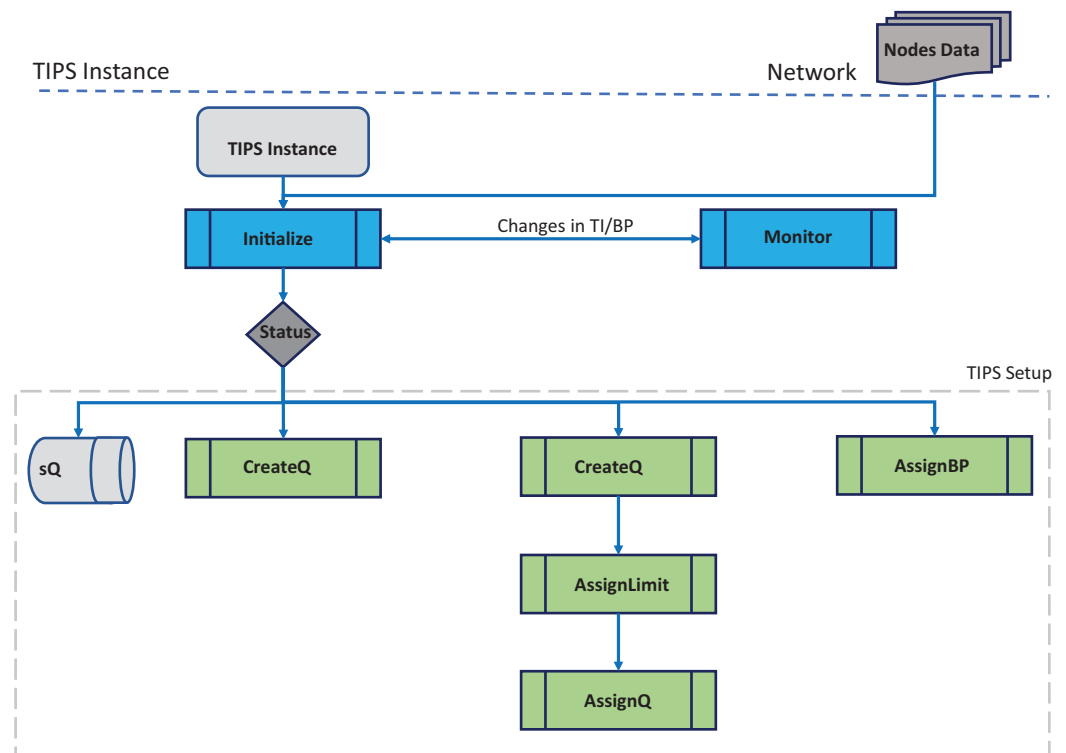 Nodes Data
TIPS Instance
Network
TIPS Instance
Initialize
Changes in TI/BP
Monitor
Status
TIPS Setup
sQ
CreateQ
CreateQ
AssignBP
AssignLimit
AssignQ